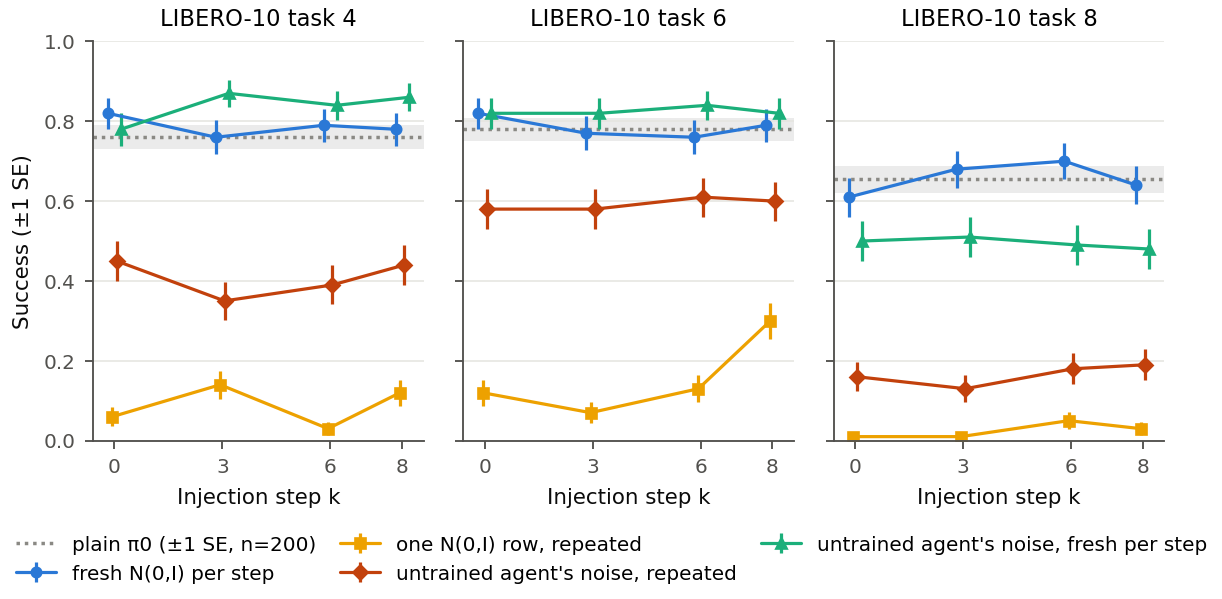 LIBERO-10 task 4
LIBERO-10 task 6
LIBERO-10 task 8
Success (±1 SE)
1.0
0.8
0.6
0.4
0.2
0.0
0 3 6 8
0 3 6 8
0 3 6 8
Injection step k
Injection step k
Injection step k
plain π0 (±1 SE, n=200)
fresh N(0,I) per step
one N(0,I) row, repeated
untrained agent's noise, repeated
untrained agent's noise, fresh per step